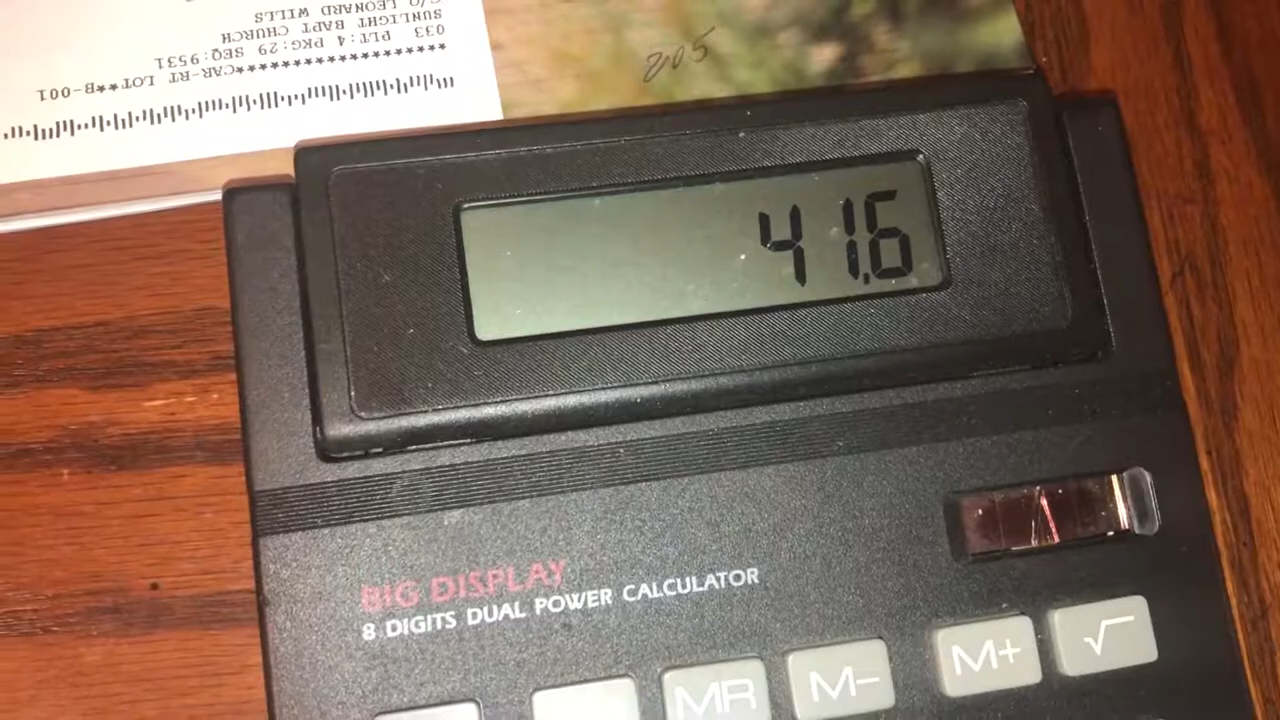 *****************CAR-RT LOT**B-001
033 PLT:4 PKG:29 SEQ:9531
SUNLIGHT BAPT CHURCH
C/O LEONARD WILLS
205
41.6
BIG DISPLAY
8 DIGITS DUAL POWER CALCULATOR
MR M− M+ √